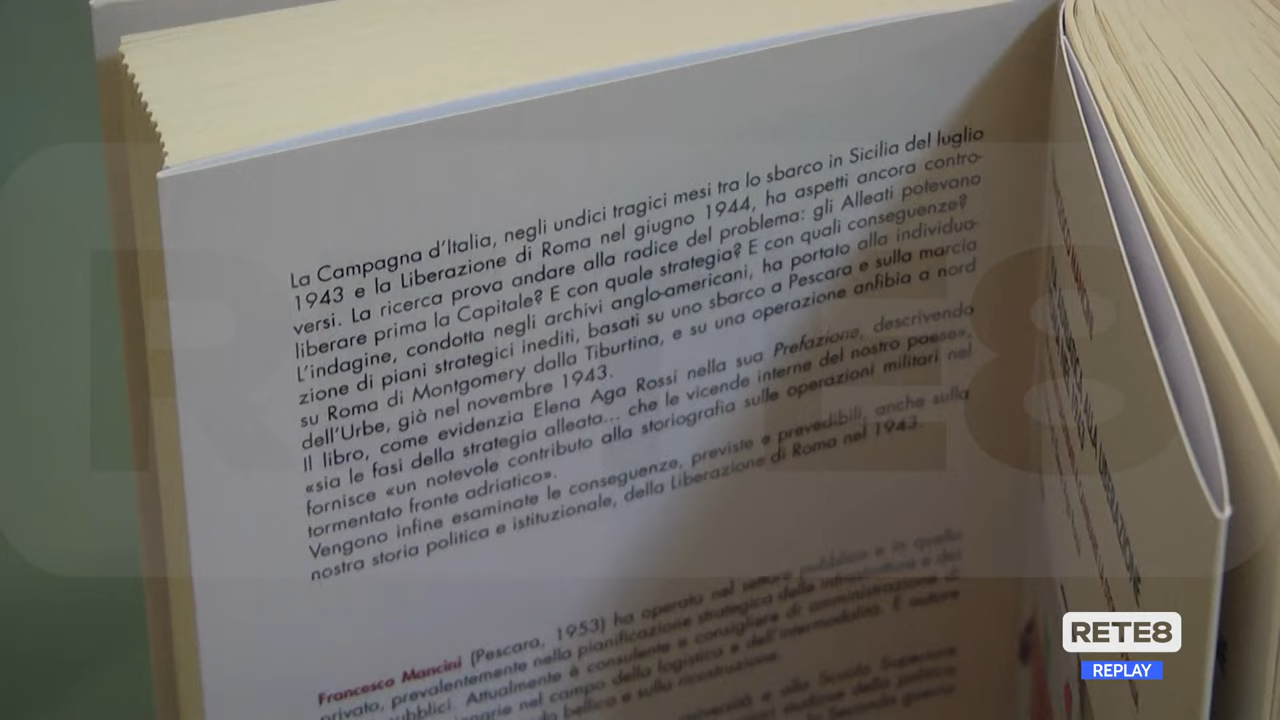 La Campagna d'Italia, negli undici tragici mesi tra lo sbarco in Sicilia del luglio
1943 e la Liberazione di Roma nel giugno 1944, ha aspetti ancora contro-
versi. La ricerca prova andare alla radice del problema: gli Alleati potevano
liberare prima la Capitale? E con quale strategia? E con quali conseguenze?
L'indagine, condotta negli archivi anglo-americani, ha portato alla individua-
zione di piani strategici inediti, basati su uno sbarco a Pescara e sulla marcia
su Roma di Montgomery dalla Tiburtina, e su una operazione anfibia a nord
dell'Urbe, già nel novembre 1943.
Il libro, come evidenzia Elena Aga Rossi nella sua Prefazione, descrivendo
«sia le fasi della strategia alleata... che le vicende interne del nostro paese»,
fornisce «un notevole contributo alla storiografia sulle operazioni militari nel
tormentato fronte adriatico».
Vengono infine esaminate le conseguenze, previste e prevedibili, anche sulla
nostra storia politica e istituzionale, della Liberazione di Roma nel 1943.
Francesco Mancini (Pescara, 1953) ha operato nel settore pubblico e in quello
privato, prevalentemente nella pianificazione strategica delle infrastrutture e dei
pubblici. Attualmente è consulente e consigliere di amministrazione di
nel campo della logistica e dell'intermodalità. È autore
bellico e sulla ricostruzione.
Scuola Superiore
RETE8
REPLAY